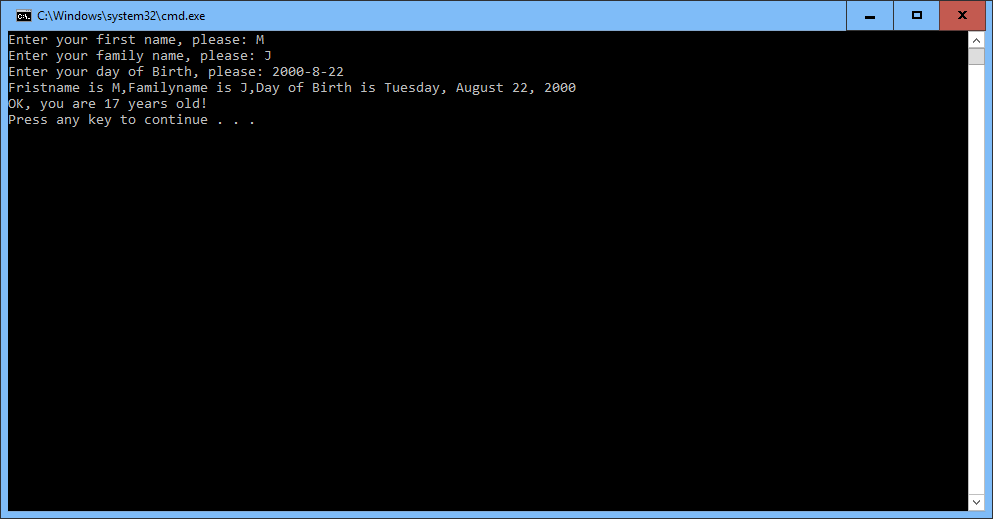 C:\Windows\system32\cmd.exe
Enter your first name, please: M
Enter your family name, please: J
Enter your day of Birth, please: 2000-8-22
Fristname is M,Familyname is J,Day of Birth is Tuesday, August 22, 2000
OK, you are 17 years old!
Press any key to continue . . .